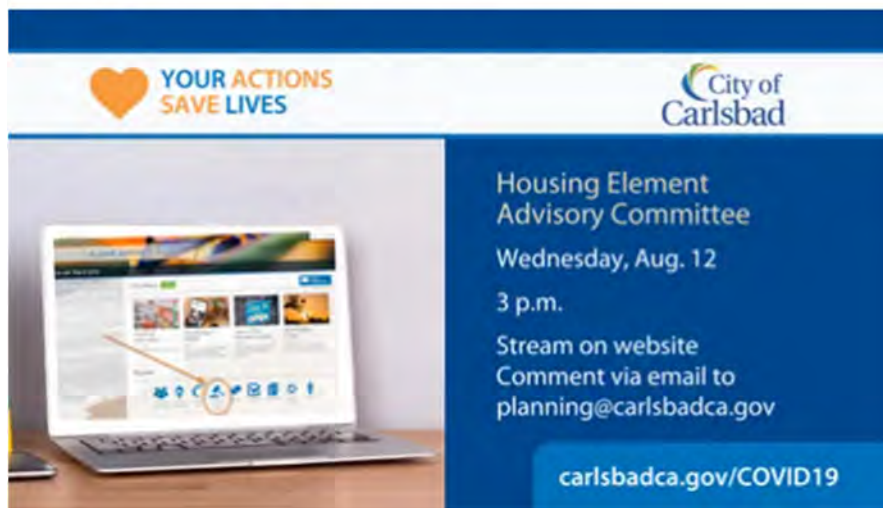 YOUR ACTIONS
SAVE LIVES
City of
Carlsbad
Housing Element
Advisory Committee
Wednesday, Aug. 12
3 p.m.
Stream on website
Comment via email to
planning@carlsbadca.gov
carlsbadca.gov/COVID19